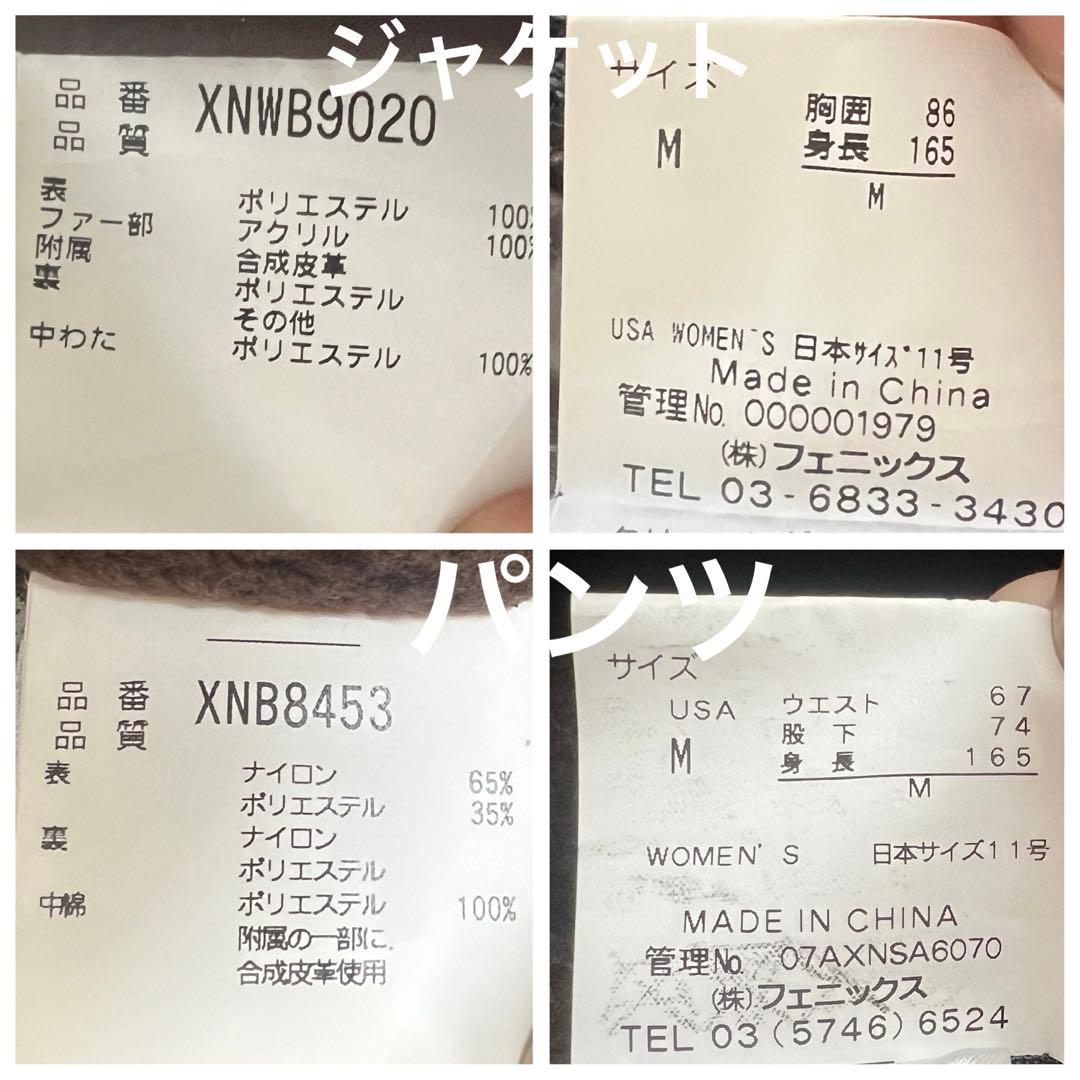 ジャケット
品番 XNWB9020
品質
表 ポリエステル 100%
ファー部 アクリル 100%
附属 合成皮革
裏 ポリエステル
その他
中わた ポリエステル 100%
サイズ
M
胸囲 86
身長 165
M
USA WOMEN'S 日本サイズ11号
Made in China
管理No. 000001979
(株)フェニックス
TEL 03-6833-3430
パンツ
品番 XNB8453
品質
表 ナイロン 65%
ポリエステル 35%
裏 ナイロン
ポリエステル
中綿 ポリエステル 100%
附属の一部に.
合成皮革使用
サイズ
USA
M
ウエスト 67
股下 74
身長 165
M
WOMEN'S 日本サイズ11号
MADE IN CHINA
管理No. 07AXNSA6070
(株)フェニックス
TEL 03(5746)6524